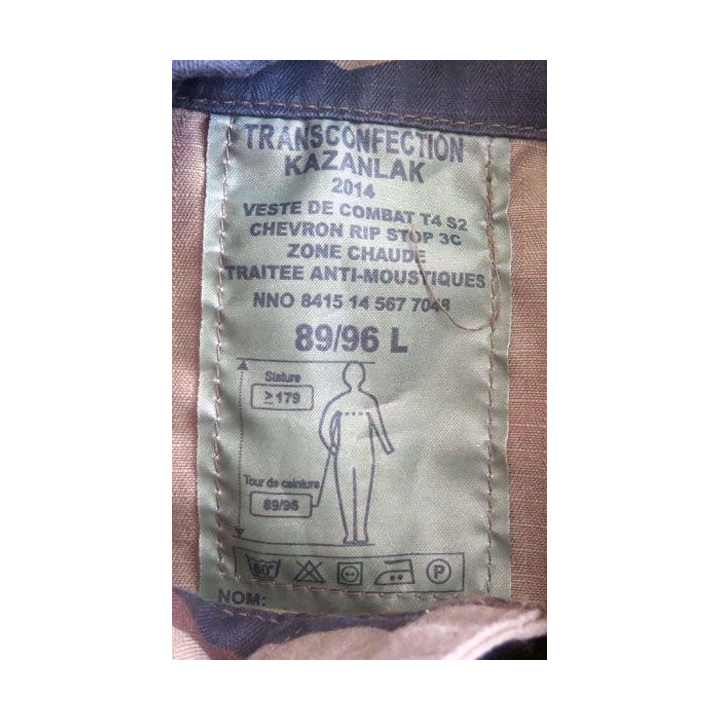 TRANSCONFECTION
KAZANLAK
2014
VESTE DE COMBAT T4 S2
CHEVRON RIP STOP 3C
ZONE CHAUDE
TRAITEE ANTI-MOUSTIQUES
NNO 8415 14 567 7049
89/96 L
Stature
≥179
Tour de ceinture
89/96
60°
P
NOM: